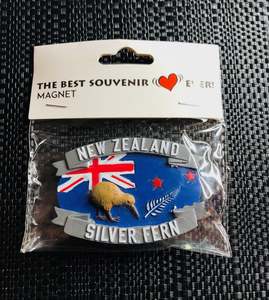 THE BEST SOUVENIR EVER!
MAGNET
NEW ZEALAND
SILVER FERN